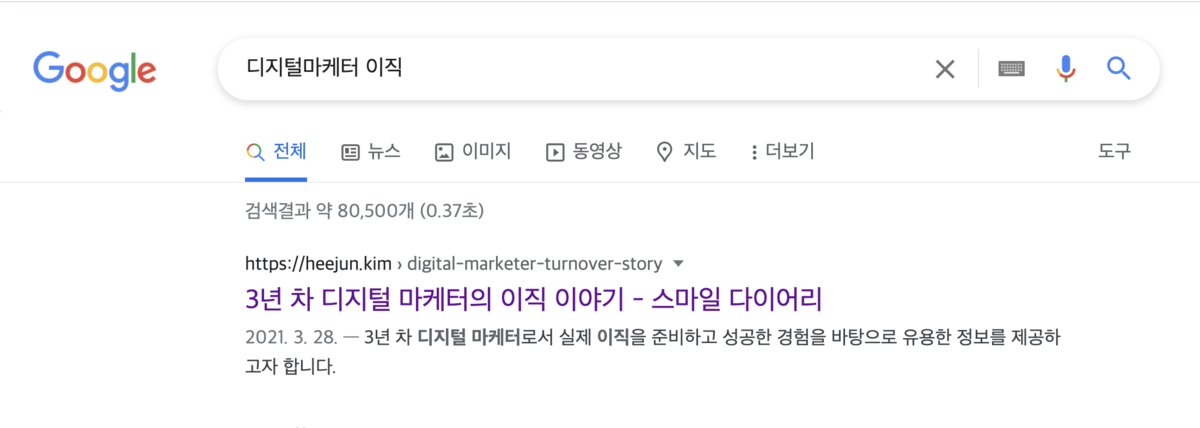 Google
디지털마케터 이직
전체 뉴스 이미지 동영상 지도 더보기 도구
검색결과 약 80,500개 (0.37초)
https://heejun.kim › digital-marketer-turnover-story
3년 차 디지털 마케터의 이직 이야기 - 스마일 다이어리
2021. 3. 28. — 3년 차 디지털 마케터로서 실제 이직을 준비하고 성공한 경험을 바탕으로 유용한 정보를 제공하
고자 합니다.